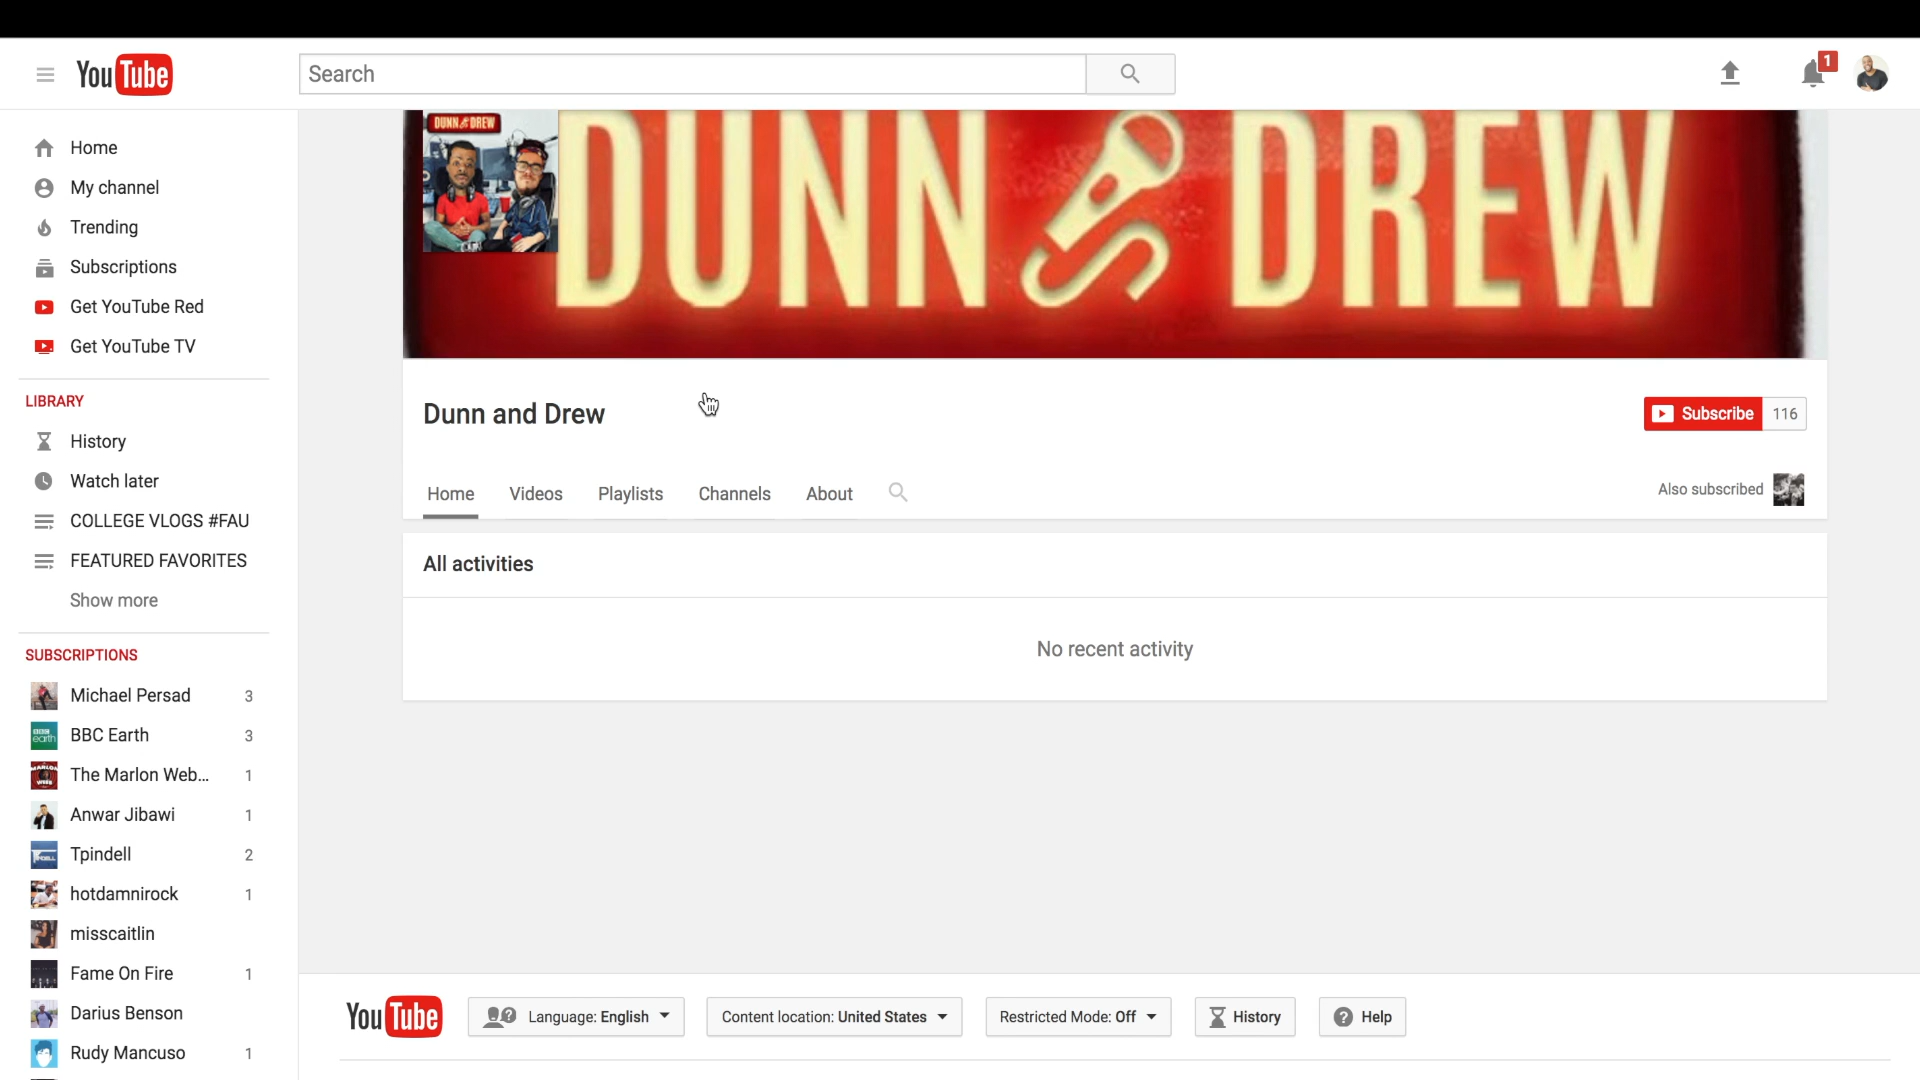 YouTube
Search
1
Home
My channel
Trending
Subscriptions
Get YouTube Red
Get YouTube TV
LIBRARY
History
Watch later
COLLEGE VLOGS #FAU
FEATURED FAVORITES
Show more
SUBSCRIPTIONS
Michael Persad 3
BBC earth
BBC Earth 3
The Marlon Web... 1
Anwar Jibawi 1
Tpindell 2
hotdamnirock 1
misscaitlin
Fame On Fire 1
Darius Benson
Rudy Mancuso 1
DUNN & DREW
DUNN & DREW
Dunn and Drew
Subscribe 116
Home Videos Playlists Channels About
Also subscribed
All activities
No recent activity
YouTube
Language: English
Content location: United States
Restricted Mode: Off
History
Help